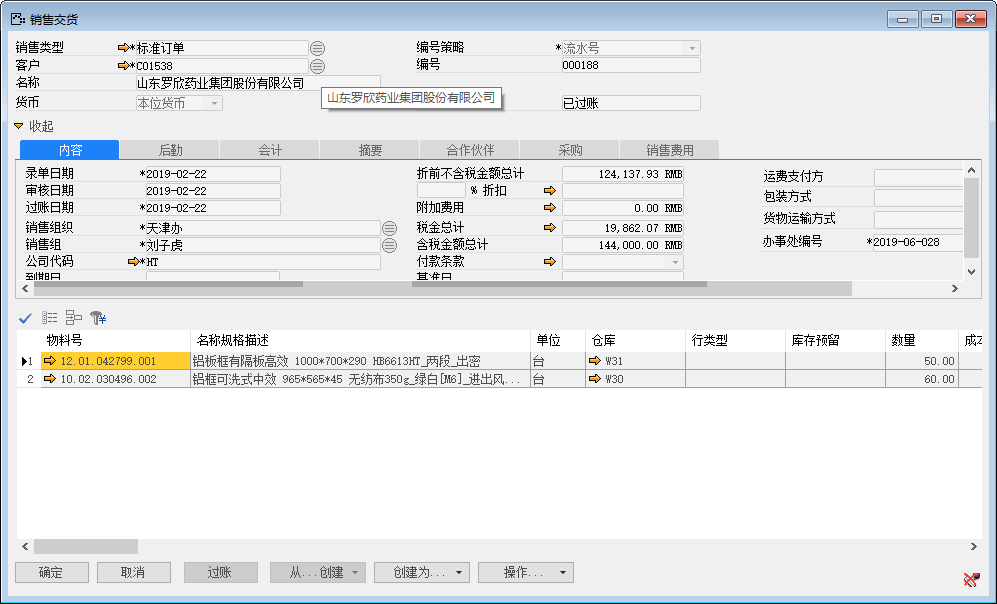 销售交货
销售类型 *标准订单 编号策略 *流水号
客户 *C01538 编号 000188
名称 山东罗欣药业集团股份有限公司
山东罗欣药业集团股份有限公司
货币 本位货币 已过账
收起
内容 后勤 会计 摘要 合作伙伴 采购 销售费用
录单日期 *2019-02-22 折前不含税金额总计 124,137.93 RMB 运费支付方
审核日期 2019-02-22 % 折扣 包装方式
过账日期 *2019-02-22 附加费用 0.00 RMB 货物运输方式
销售组织 *天津办 税金总计 19,862.07 RMB
销售组 *刘子虎 含税金额总计 144,000.00 RMB 办事处编号 *2019-06-028
公司代码 *HT 付款条款
到期日 基准日
物料号 名称规格描述 单位 仓库 行类型 库存预留 数量
1 12.01.042799.001 铝板框有隔板高效 1000*700*290 HB6613HT_两段_出密 台 W31 50.00
2 10.02.030496.002 铝框可洗式中效 965*565*45 无纺布350g_绿白[M6]_进出风... 台 W30 60.00
确定 取消 过账 从...创建 创建为... 操作...